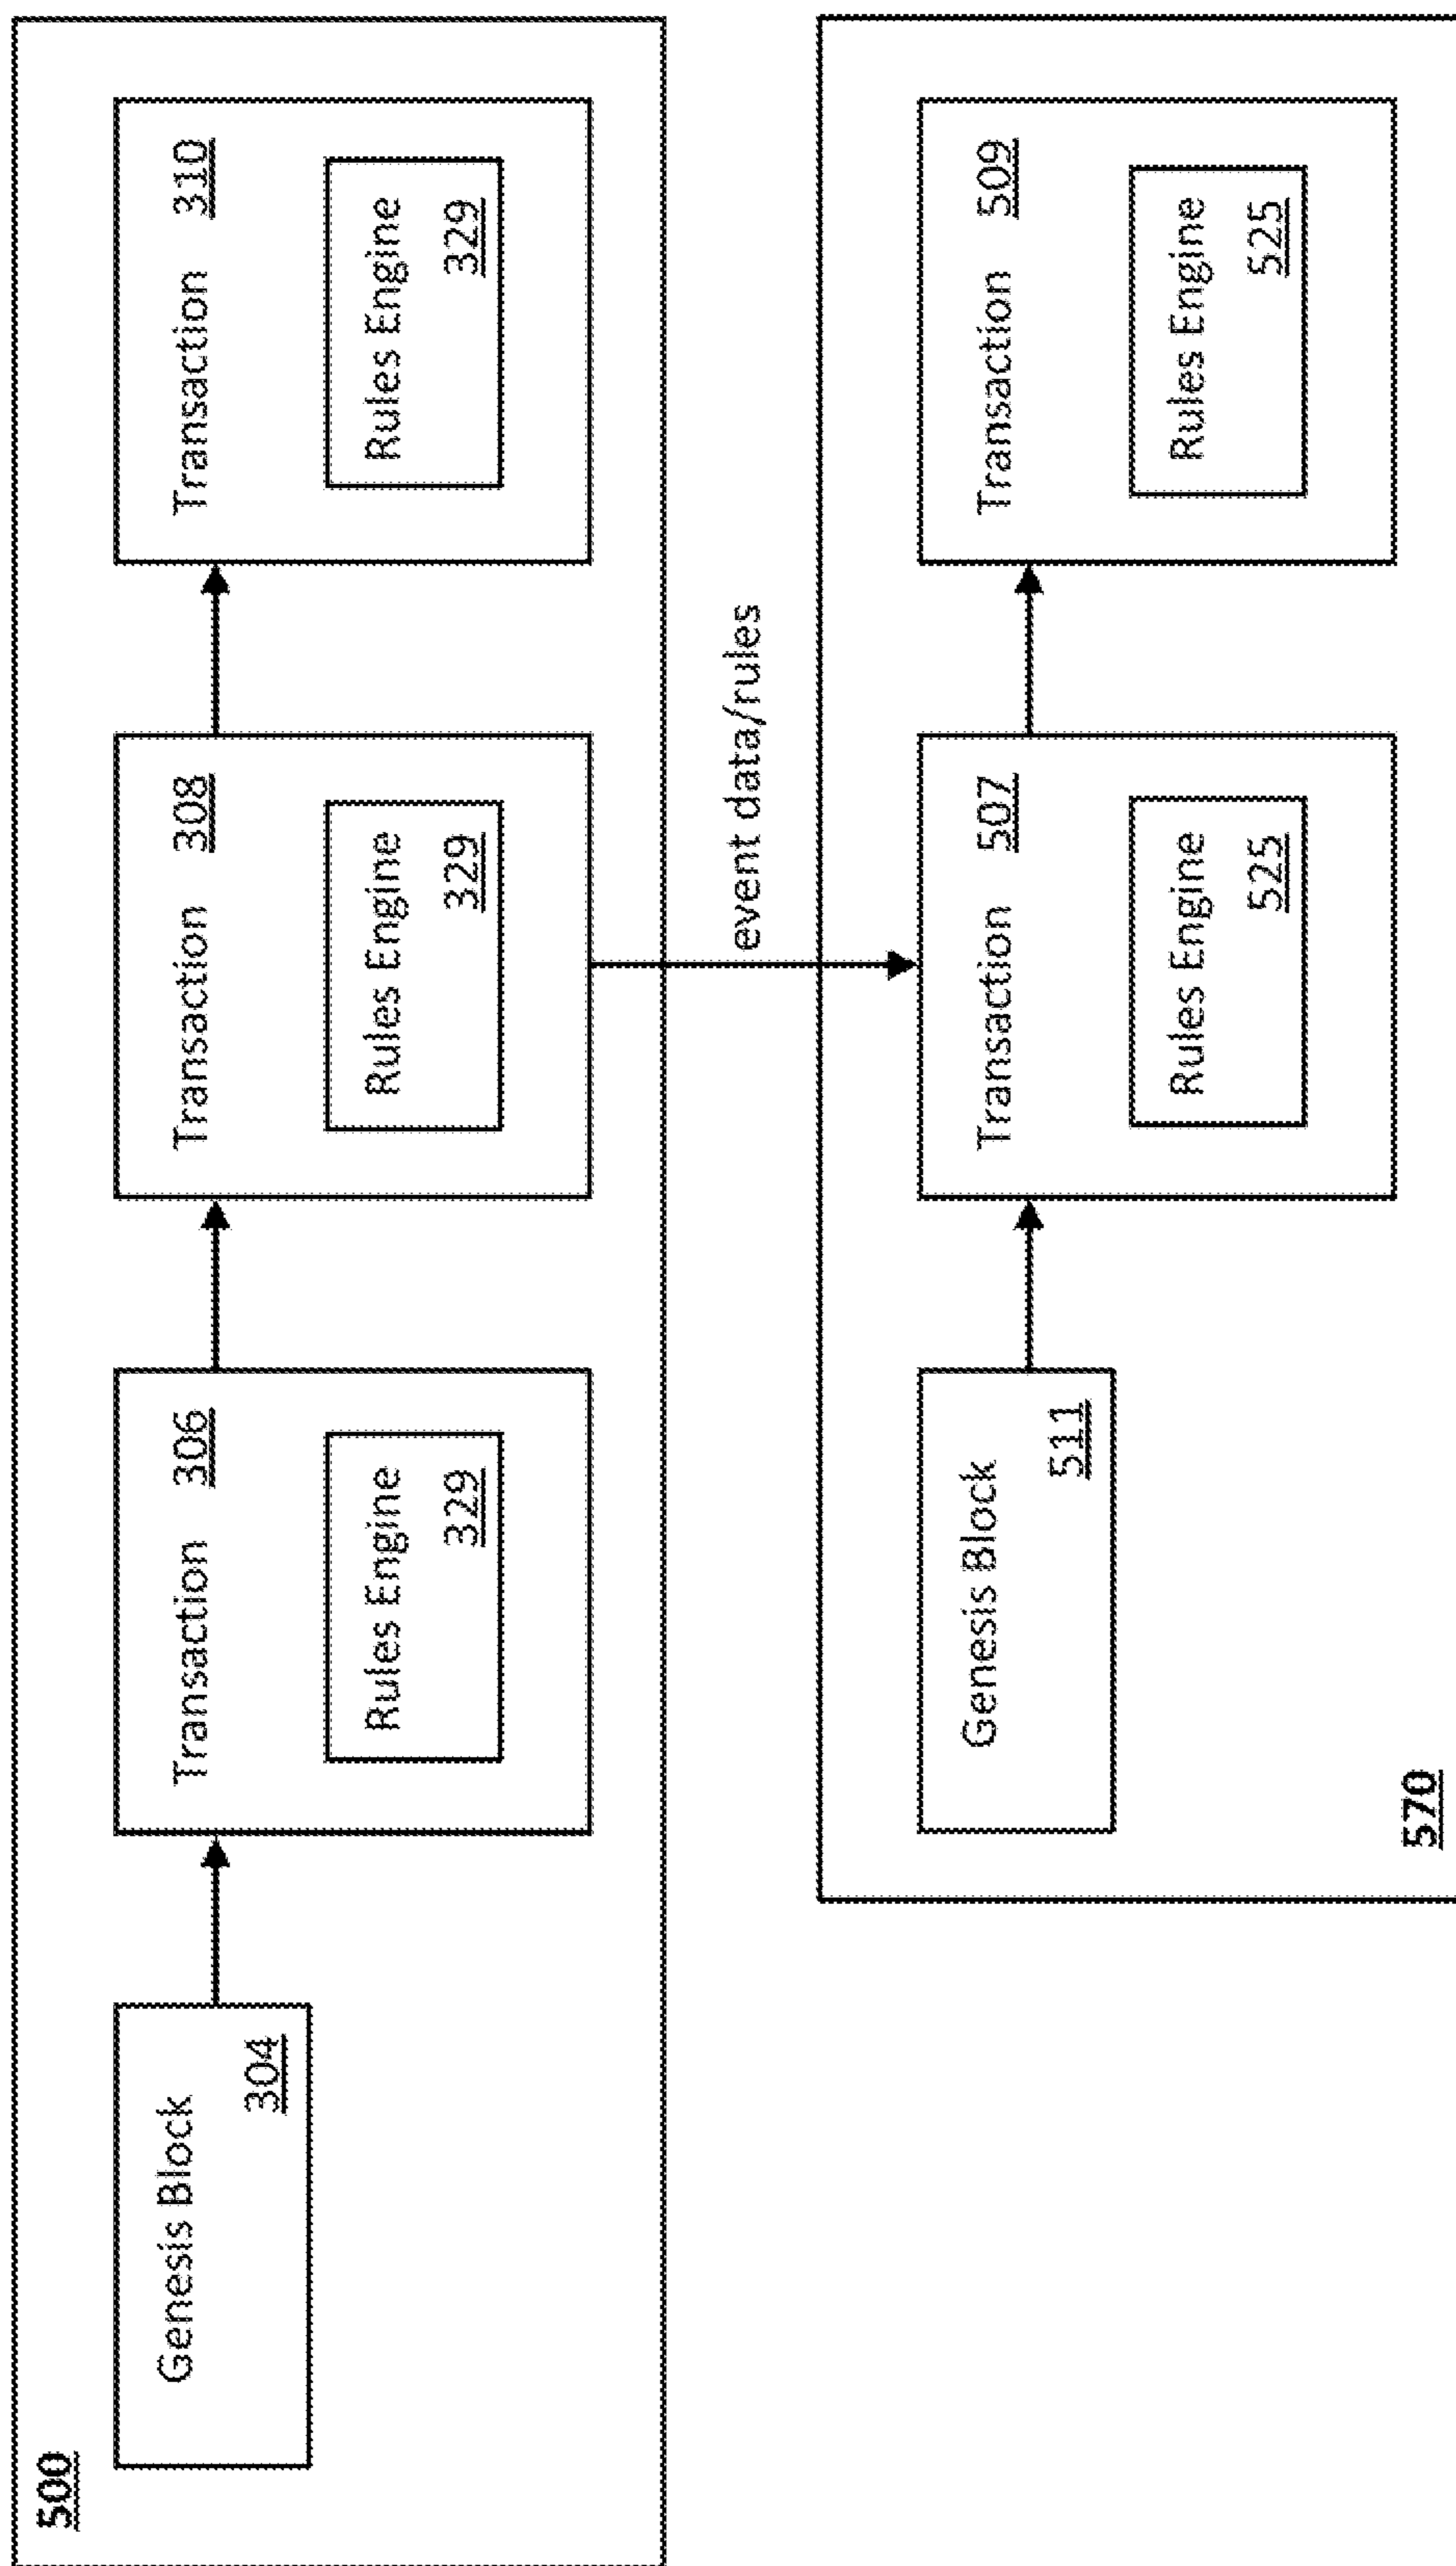 500
Genesis Block
304
Transaction 306
Rules Engine
329
Transaction 308
Rules Engine
329
Transaction 310
Rules Engine
329
event data/rules
Genesis Block
511
Transaction 507
Rules Engine
525
Transaction 509
Rules Engine
525
570